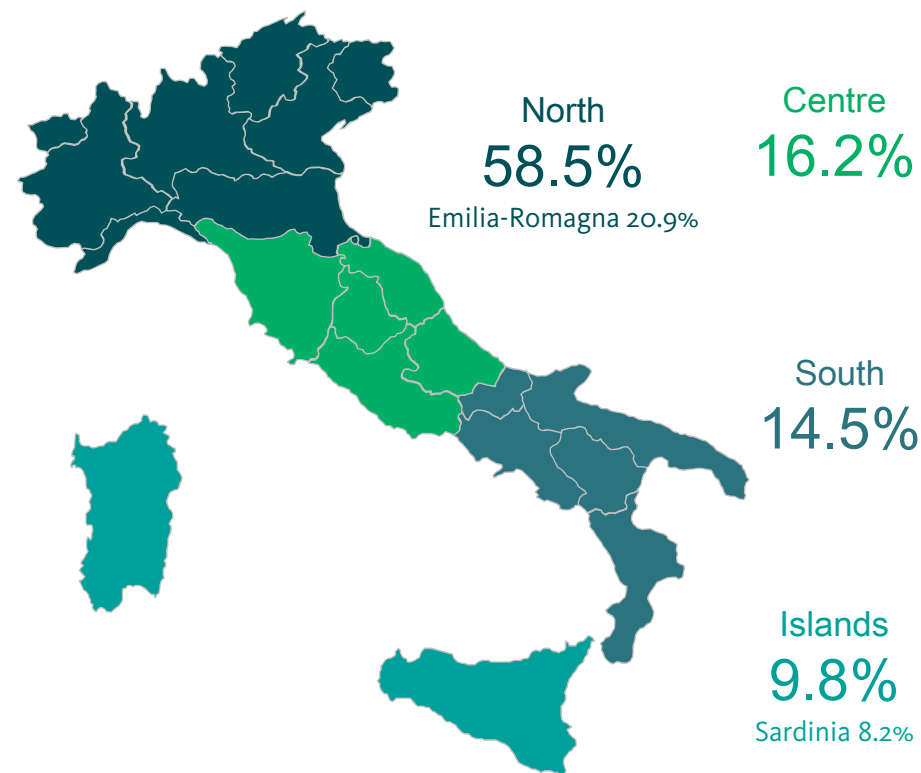 North
58.5%
Emilia-Romagna 20.9%
Centre
16.2%
South
14.5%
Islands
9.8%
Sardinia 8.2%